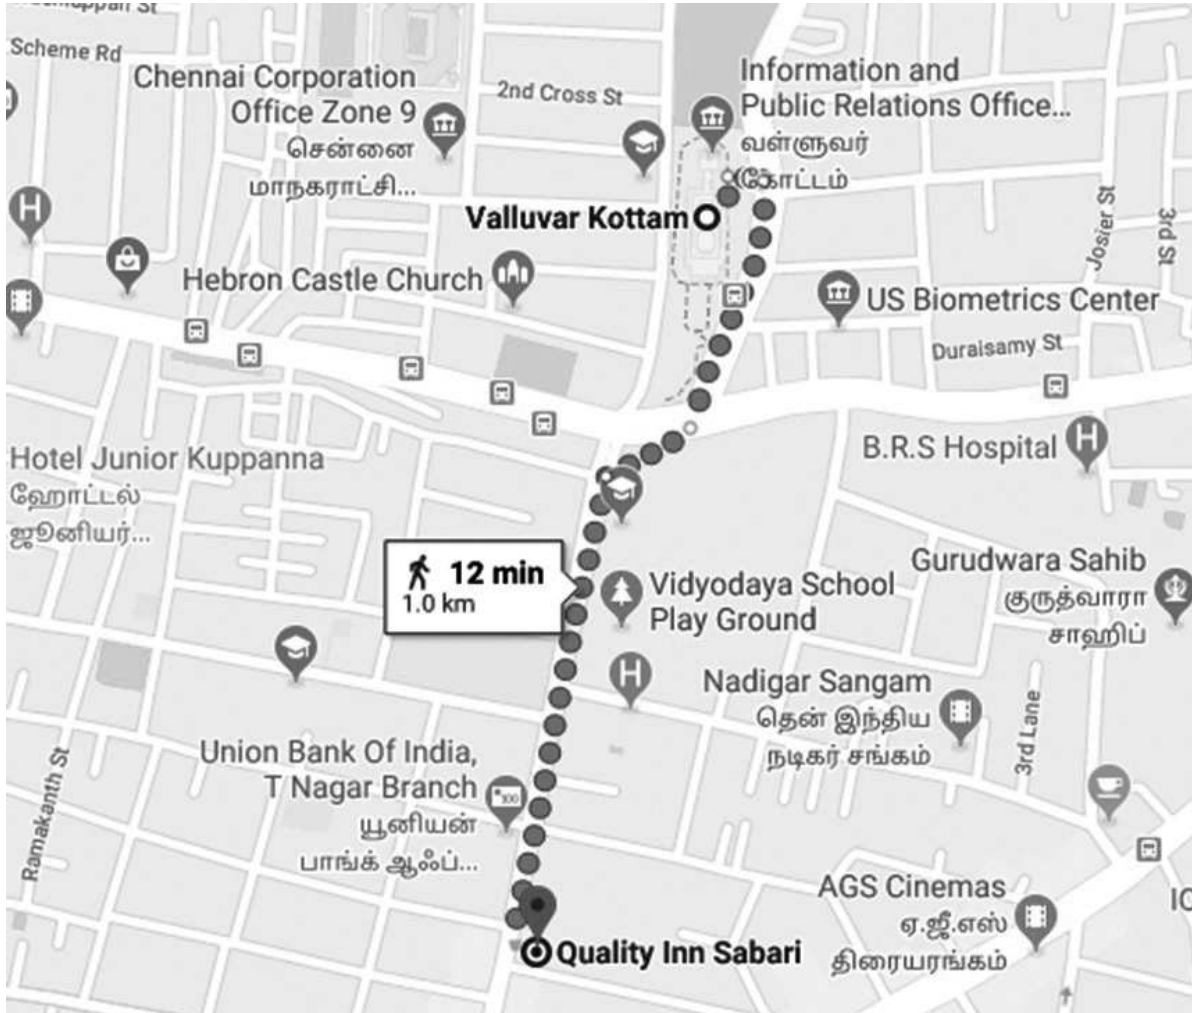 Scheme Rd
Chennai Corporation
Office Zone 9
சென்னை
மாநகராட்சி...
2nd Cross St
Information and
Public Relations Office...
வள்ளுவர்
கோட்டம்
Valluvar Kottam
Josier St
3rd St
Hebron Castle Church
US Biometrics Center
Duraisamy St
Hotel Junior Kuppanna
ஹோட்டல்
ஜூனியர்...
B.R.S Hospital
12 min
1.0 km
Vidyodaya School
Play Ground
Gurudwara Sahib
குருத்வாரா
சாஹிப்
Nadigar Sangam
தென் இந்திய
நடிகர் சங்கம்
3rd Lane
Ramakanth St
Union Bank Of India,
T Nagar Branch
யூனியன்
பாங்க் ஆஃப்...
AGS Cinemas
ஏ.ஜீ.எஸ்
திரையரங்கம்
Quality Inn Sabari